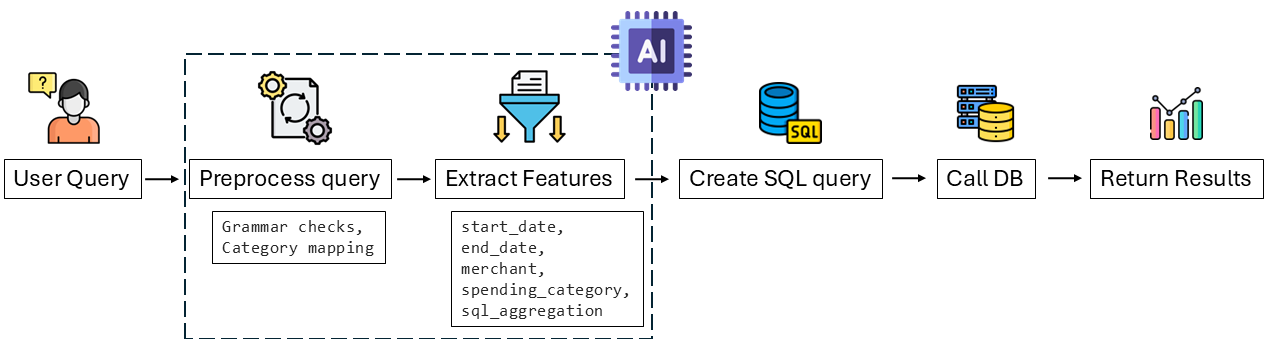 AI
?
SQL
User Query
Preprocess query
Extract Features
Create SQL query
Call DB
Return Results
Grammar checks,
Category mapping
start_date,
end_date,
merchant,
spending_category,
sql_aggregation